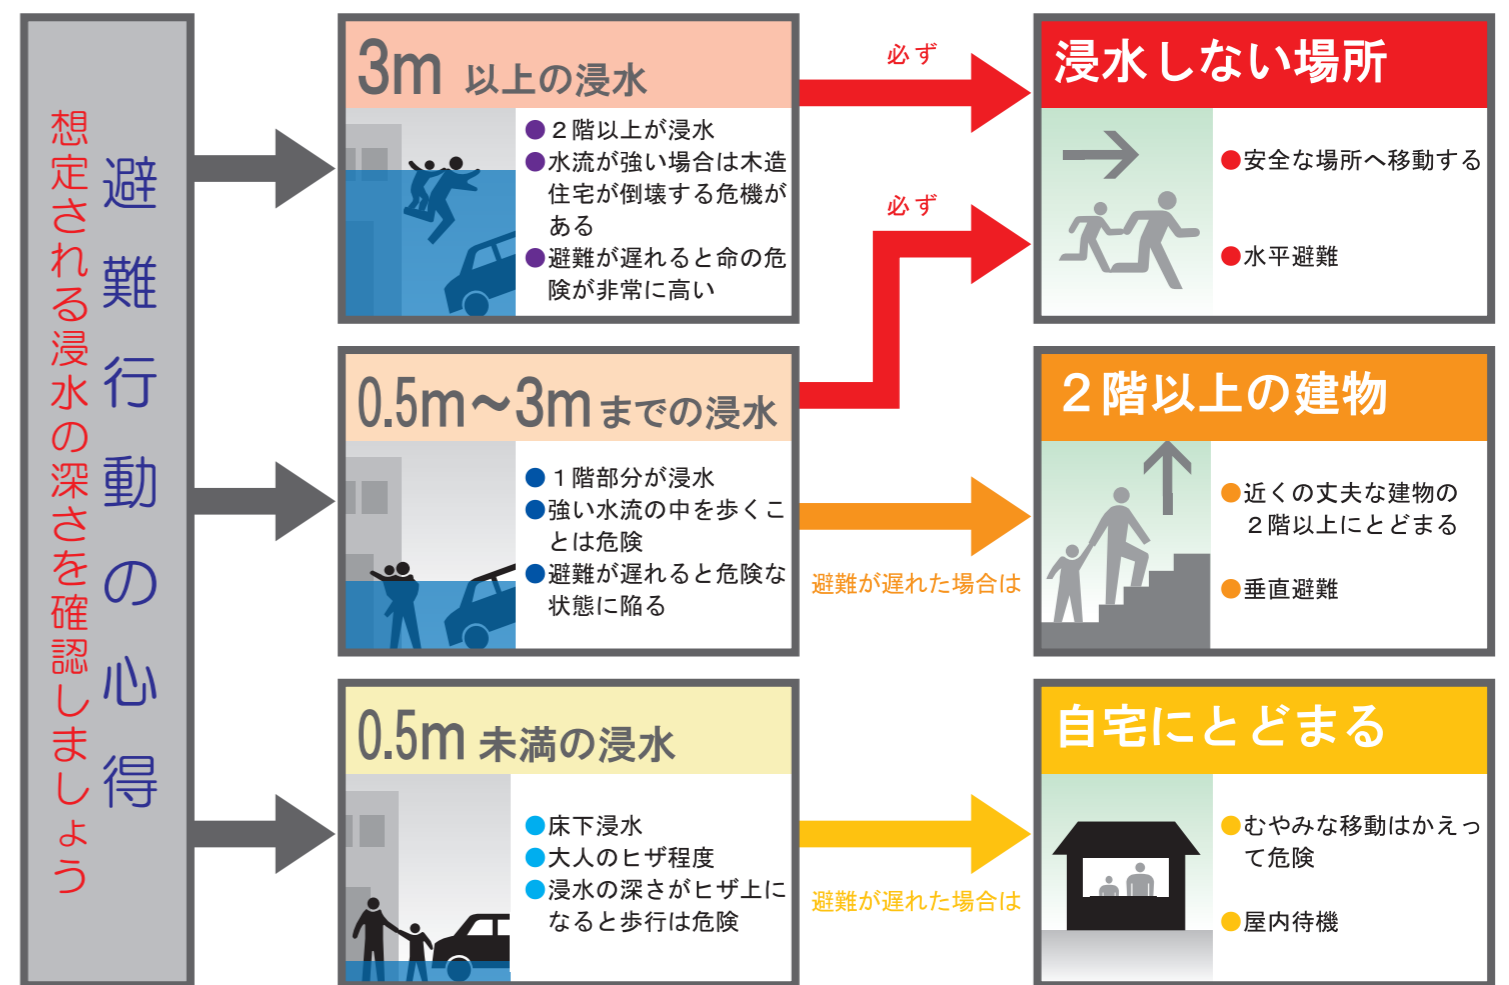 避難行動の心得
想定される浸水の深さを確認しましょう
3m 以上の浸水
●２階以上が浸水
●水流が強い場合は木造
住宅が倒壊する危機が
ある
●避難が遅れると命の危
険が非常に高い
必ず
浸水しない場所
●安全な場所へ移動する
●水平避難
0.5m～3mまでの浸水
●１階部分が浸水
●強い水流の中を歩くこ
とは危険
●避難が遅れると危険な
状態に陥る
必ず
避難が遅れた場合は
２階以上の建物
●近くの丈夫な建物の
２階以上にとどまる
●垂直避難
0.5m 未満の浸水
●床下浸水
●大人のヒザ程度
●浸水の深さがヒザ上に
なると歩行は危険
避難が遅れた場合は
自宅にとどまる
●むやみな移動はかえっ
て危険
●屋内待機